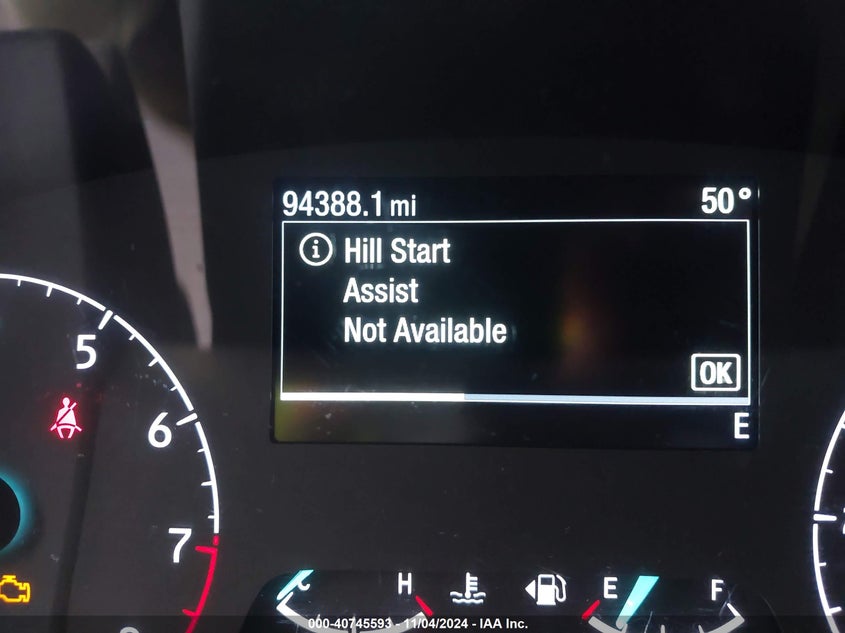 94388.1 mi 50°
Hill Start
Assist
Not Available
OK
E
5
6
7
C H E F
000-40745593 - 11/04/2024 - IAA Inc.